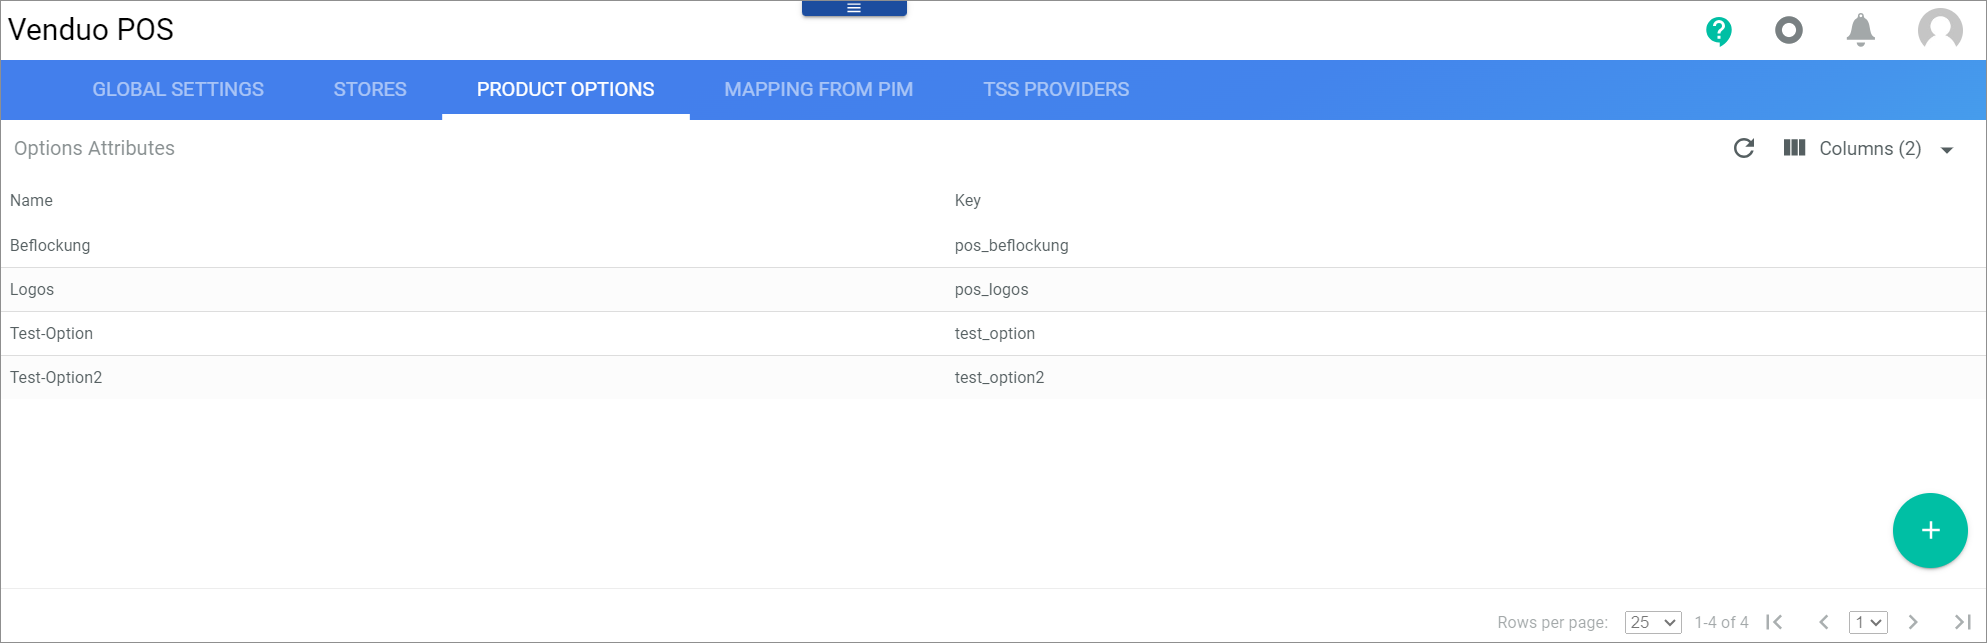 Venduo POS
GLOBAL SETTINGS STORES PRODUCT OPTIONS MAPPING FROM PIM TSS PROVIDERS
Options Attributes Columns (2)
Name Key
Beflockung pos_beflockung
Logos pos_logos
Test-Option test_option
Test-Option2 test_option2
Rows per page: 25 1-4 of 4 1